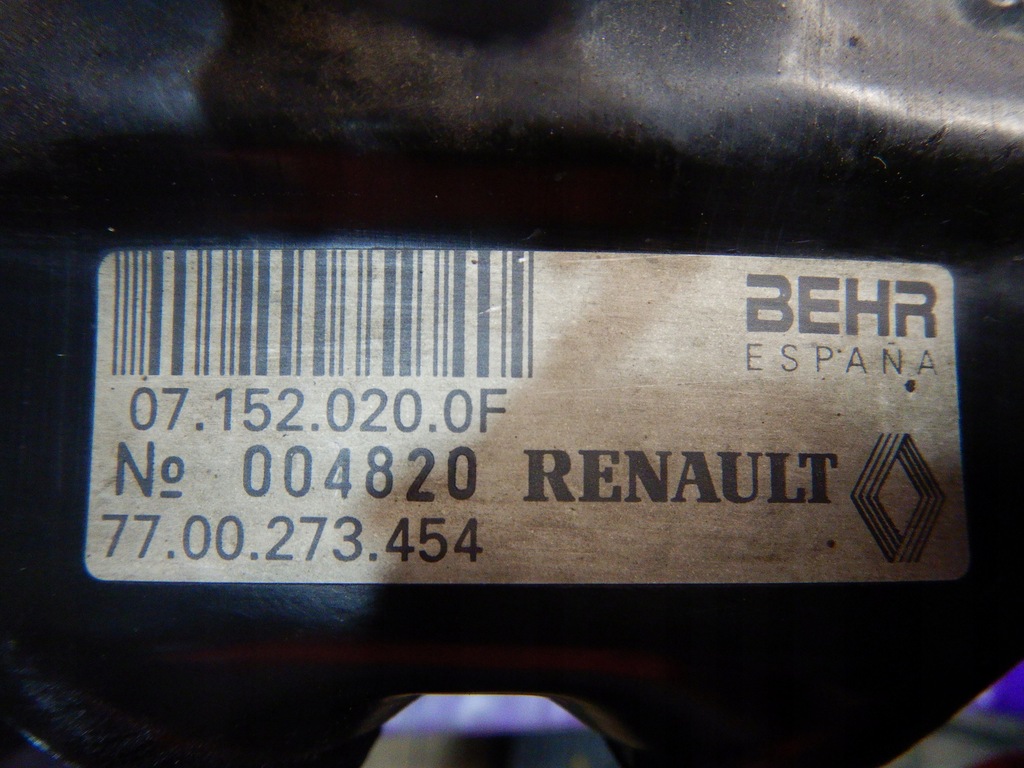 BEHR
ESPAÑA
07.152.020.0F
Nº 004820
RENAULT
77.00.273.454